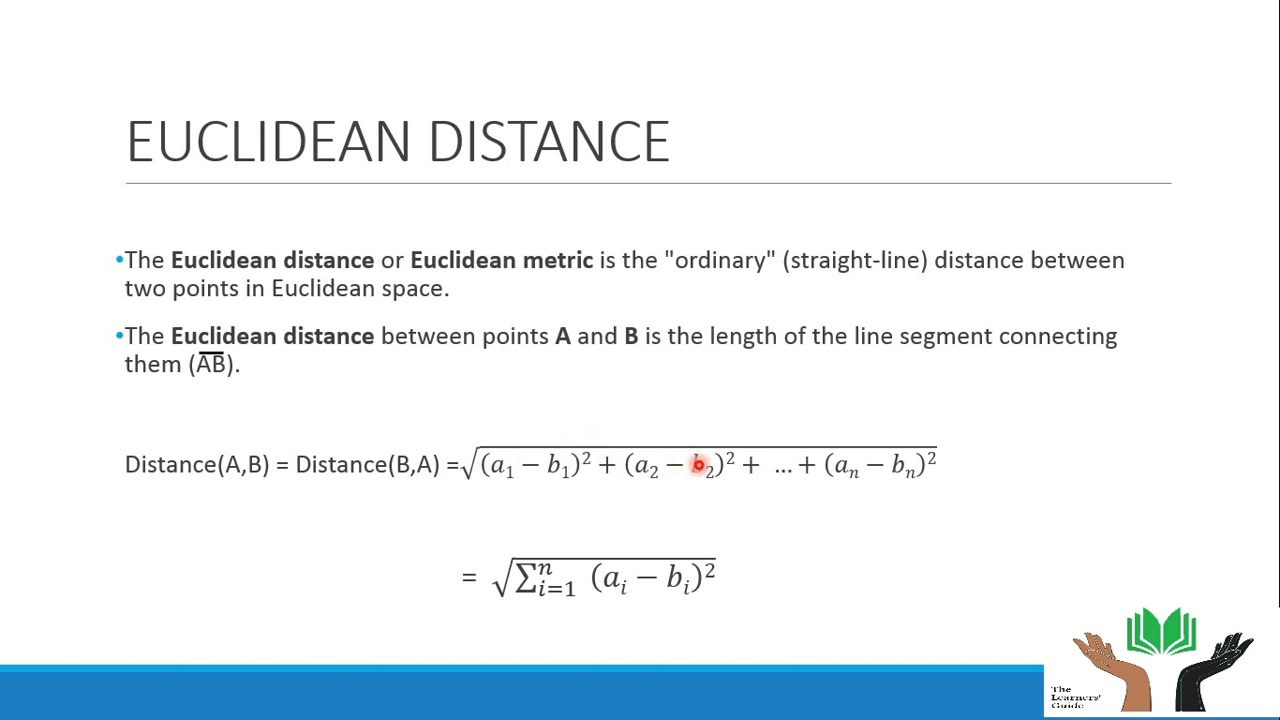 EUCLIDEAN DISTANCE
•The Euclidean distance or Euclidean metric is the "ordinary" (straight-line) distance between
two points in Euclidean space.
•The Euclidean distance between points A and B is the length of the line segment connecting
them (A̅B̅).
Distance(A,B) = Distance(B,A) =√(a₁ − b₁)² + (a₂ − b₂)² + … + (aₙ − bₙ)²
= √∑ⁿᵢ₌₁ (aᵢ − bᵢ)²
The
Learners'
Guide